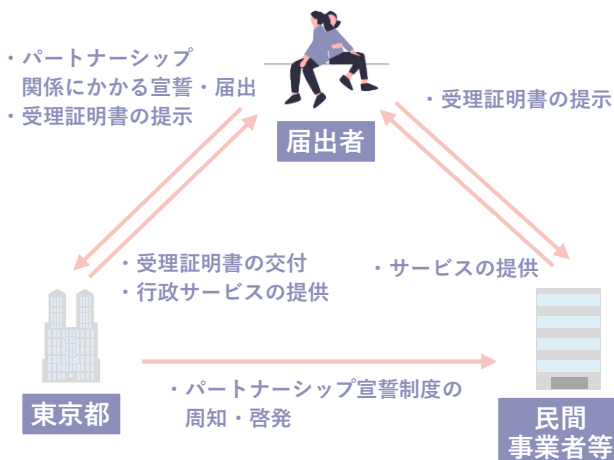 ・パートナーシップ
関係にかかる宣誓・届出
・受理証明書の提示
・受理証明書の提示
届出者
・受理証明書の交付
・行政サービスの提供
・サービスの提供
東京都
・パートナーシップ宣誓制度の
周知・啓発
民間
事業者等